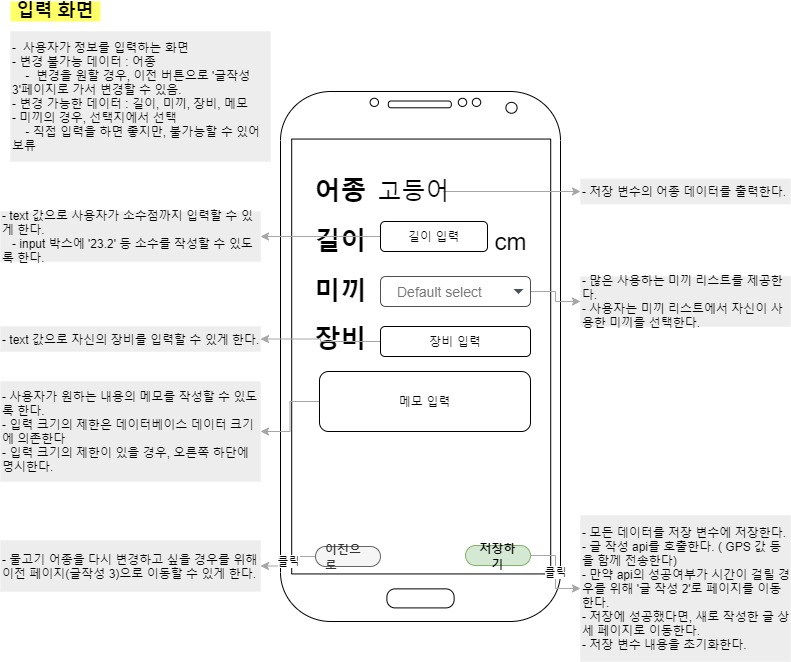 입력 화면
-  사용자가 정보를 입력하는 화면
- 변경 불가능 데이터 : 어종
    -  변경을 원할 경우, 이전 버튼으로 '글작성
3'페이지로 가서 변경할 수 있음.
- 변경 가능한 데이터 : 길이, 미끼, 장비, 메모
- 미끼의 경우, 선택지에서 선택
    - 직접 입력을 하면 좋지만, 불가능할 수 있어
보류
어종 고등어
- 저장 변수의 어종 데이터를 출력한다.
- text 값으로 사용자가 소수점까지 입력할 수 있
게 한다.
   - input 박스에 '23.2' 등 소수를 작성할 수 있도
록 한다.
길이 길이 입력 cm
미끼 Default select
- 많은 사용하는 미끼 리스트를 제공한
다.
- 사용자는 미끼 리스트에서 자신이 사
용한 미끼를 선택한다.
- text 값으로 자신의 장비를 입력할 수 있게 한다.
장비 장비 입력
- 사용자가 원하는 내용의 메모를 작성할 수 있도
록 한다.
- 입력 크기의 제한은 데이터베이스 데이터 크기
에 의존한다
- 입력 크기의 제한이 있을 경우, 오른쪽 하단에
명시한다.
메모 입력
- 물고기 어종을 다시 변경하고 싶을 경우를 위해
이전 페이지(글작성 3)으로 이동할 수 있게 한다.
클릭
이전으
로
저장하
기
클릭
- 모든 데이터를 저장 변수에 저장한다.
- 글 작성 api를 호출한다. ( GPS 값 등
을 함께 전송한다)
- 만약 api의 성공여부가 시간이 걸릴 경
우를 위해 '글 작성 2'로 페이지를 이동
한다.
- 저장에 성공했다면, 새로 작성한 글 상
세 페이지로 이동한다.
- 저장 변수 내용을 초기화한다.